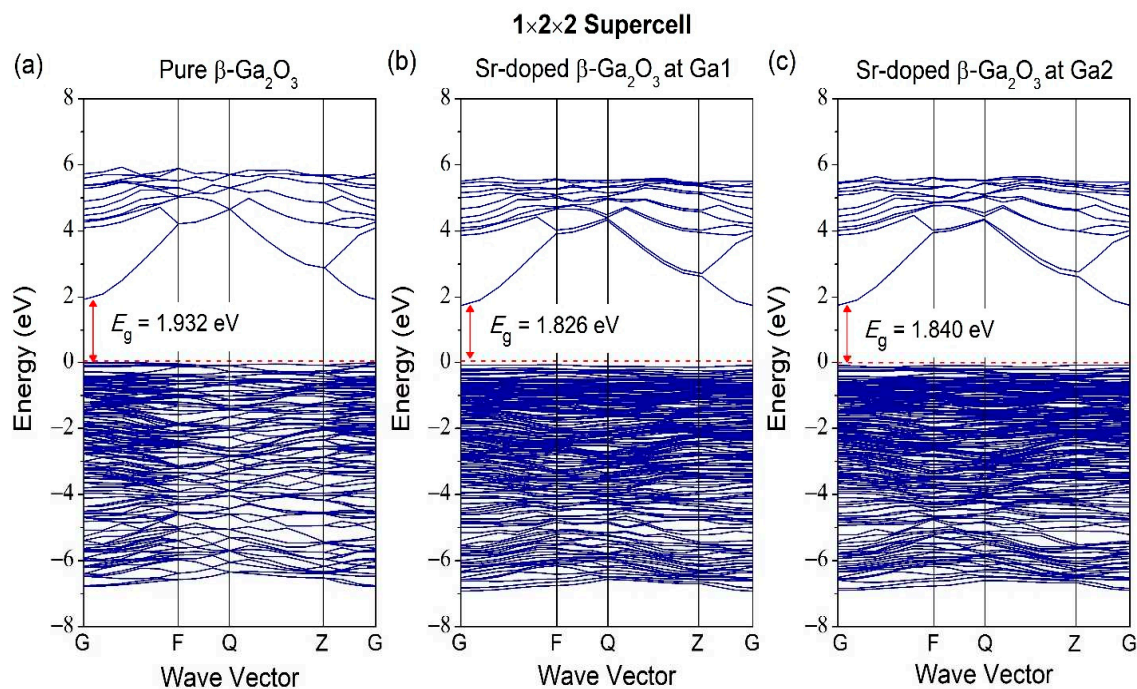 1×2×2 Supercell
(a) Pure β-Ga₂O₃
(b) Sr-doped β-Ga₂O₃ at Ga1
(c) Sr-doped β-Ga₂O₃ at Ga2
Energy (eV)
8
6
4
2
0
−2
−4
−6
−8
E_g = 1.932 eV
G F Q Z G
Wave Vector
Energy (eV)
8
6
4
2
0
−2
−4
−6
−8
E_g = 1.826 eV
G F Q Z G
Wave Vector
Energy (eV)
8
6
4
2
0
−2
−4
−6
−8
E_g = 1.840 eV
G F Q Z G
Wave Vector